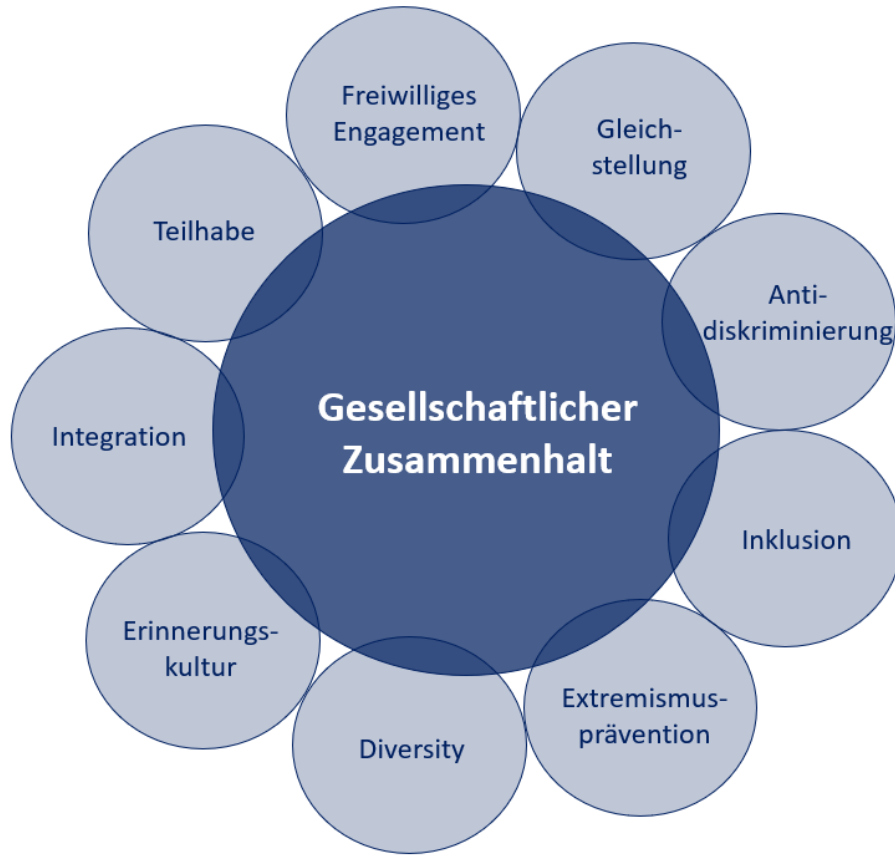 Freiwilliges
Engagement
Gleich-
stellung
Anti-
diskriminierung
Inklusion
Extremismus-
prävention
Diversity
Erinnerungs-
kultur
Integration
Teilhabe
Gesellschaftlicher
Zusammenhalt